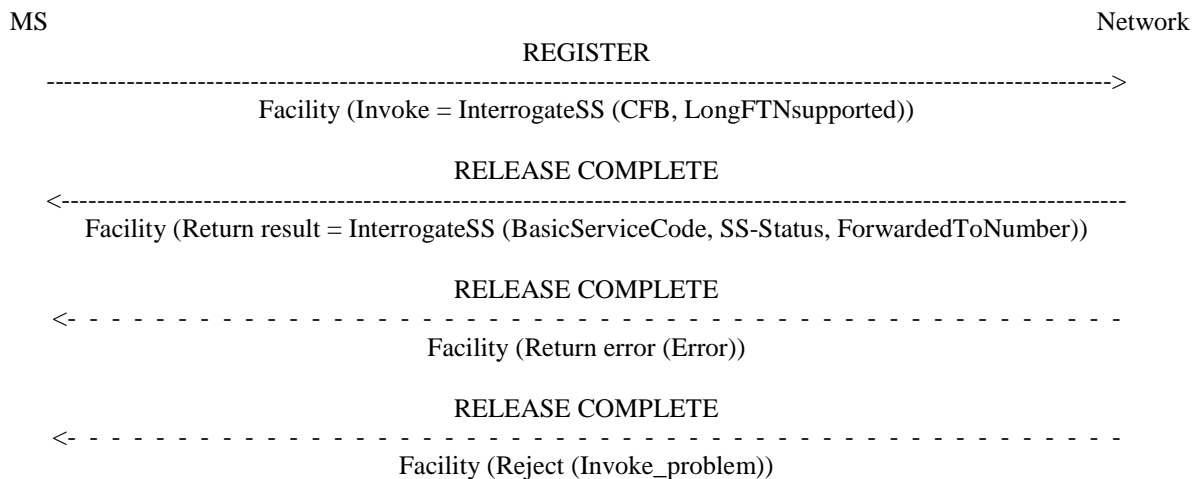 MS Network
REGISTER
Facility (Invoke = InterrogateSS (CFB, LongFTNsupported))
RELEASE COMPLETE
Facility (Return result = InterrogateSS (BasicServiceCode, SS-Status, ForwardedToNumber))
RELEASE COMPLETE
Facility (Return error (Error))
RELEASE COMPLETE
Facility (Reject (Invoke_problem))